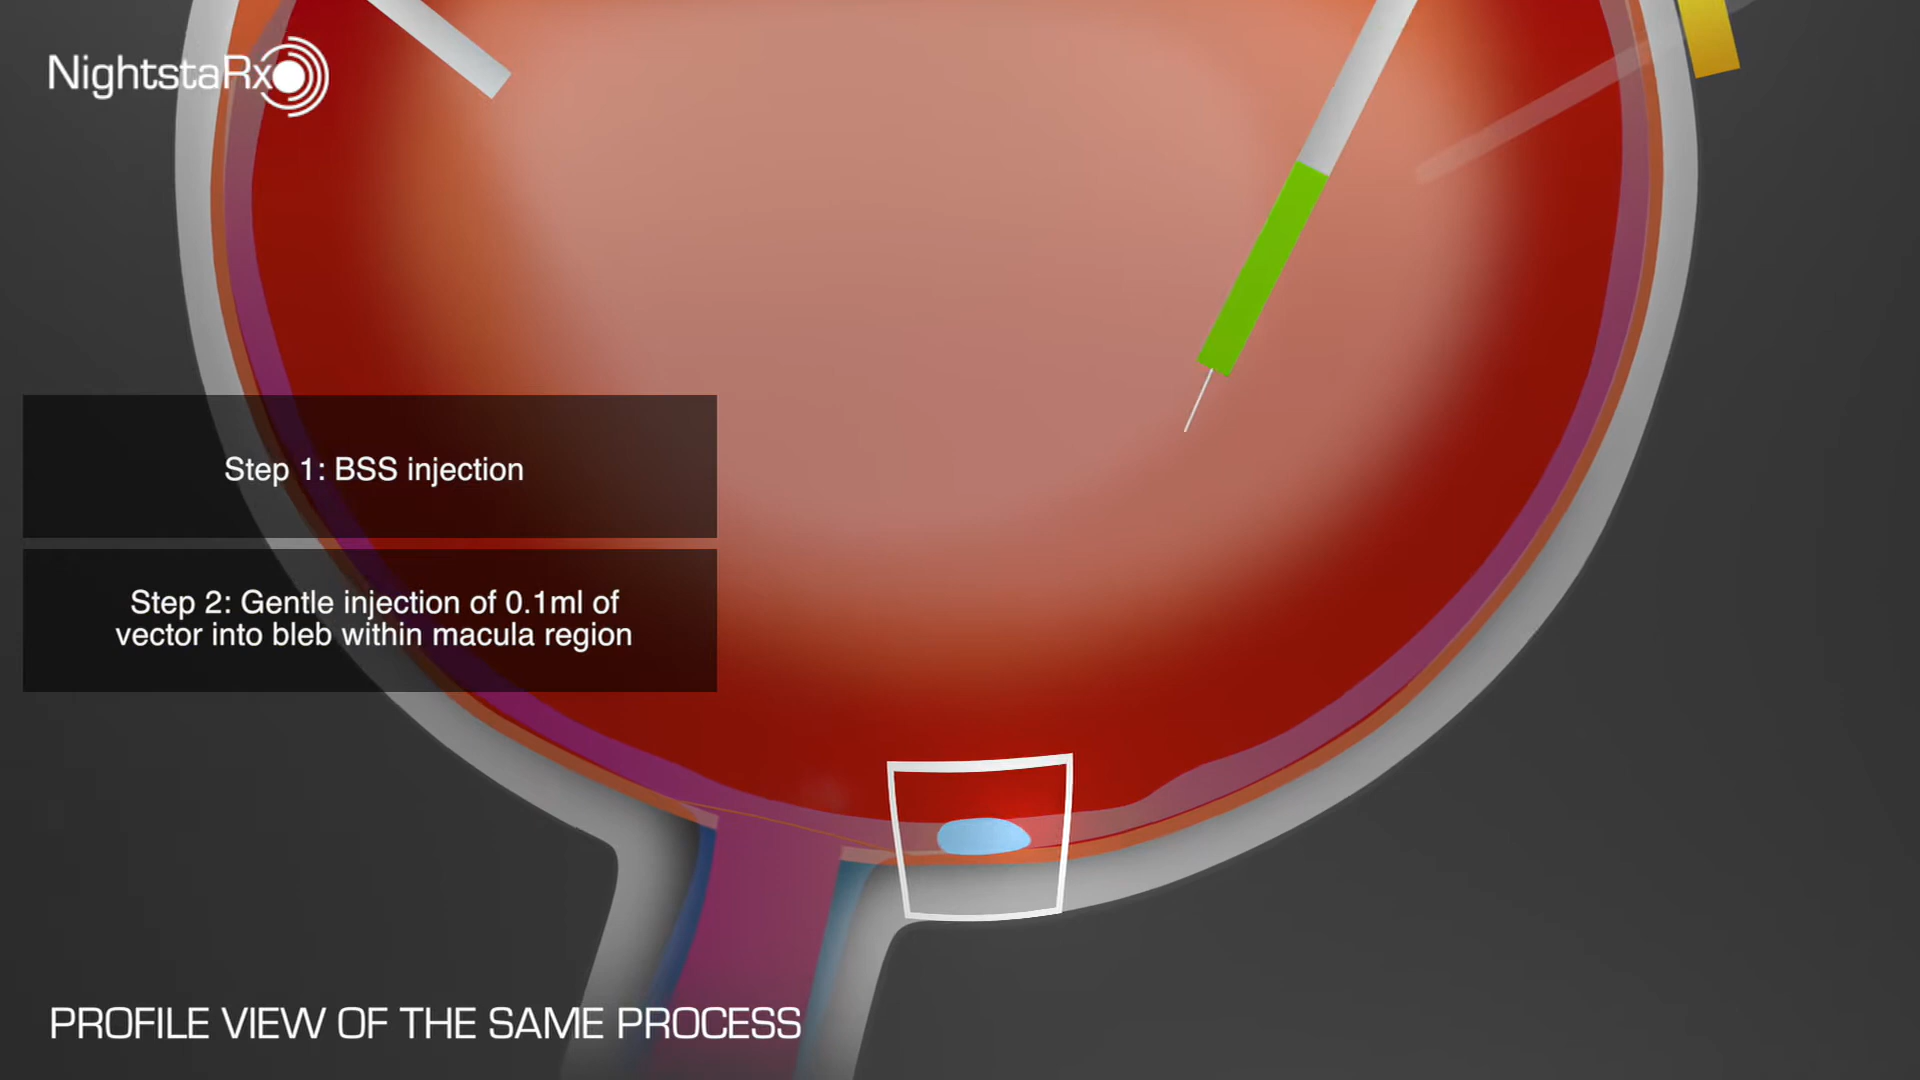 NightstaRx
Step 1: BSS injection
Step 2: Gentle injection of 0.1ml of
vector into bleb within macula region
PROFILE VIEW OF THE SAME PROCESS